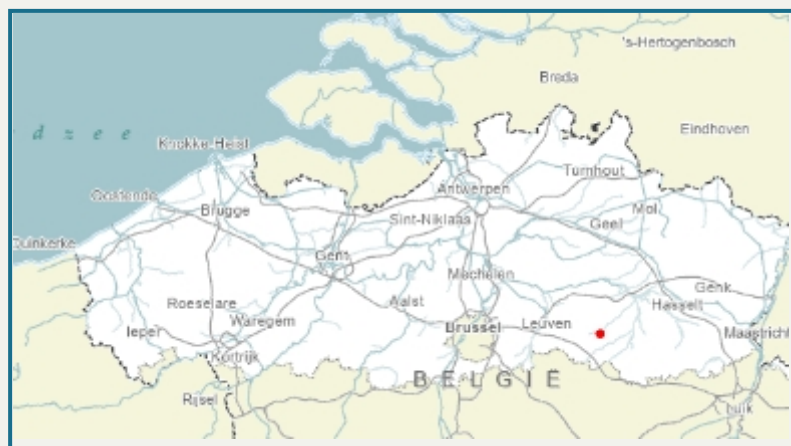 's-Hertogenbosch
Breda
d z e e
Eindhoven
Knokke-Heist
Turnhout
Antwerpen
Oostende
Mol
Brugge
Sint-Niklaas
Geel
Duinkerke
Gent
Mechelen
Genk
Roeselare
Aalst
Hasselt
Waregem
Leuven
Ieper
Brussel
Maastricht
Kortrijk
BELGIË
Rijsel
Luik